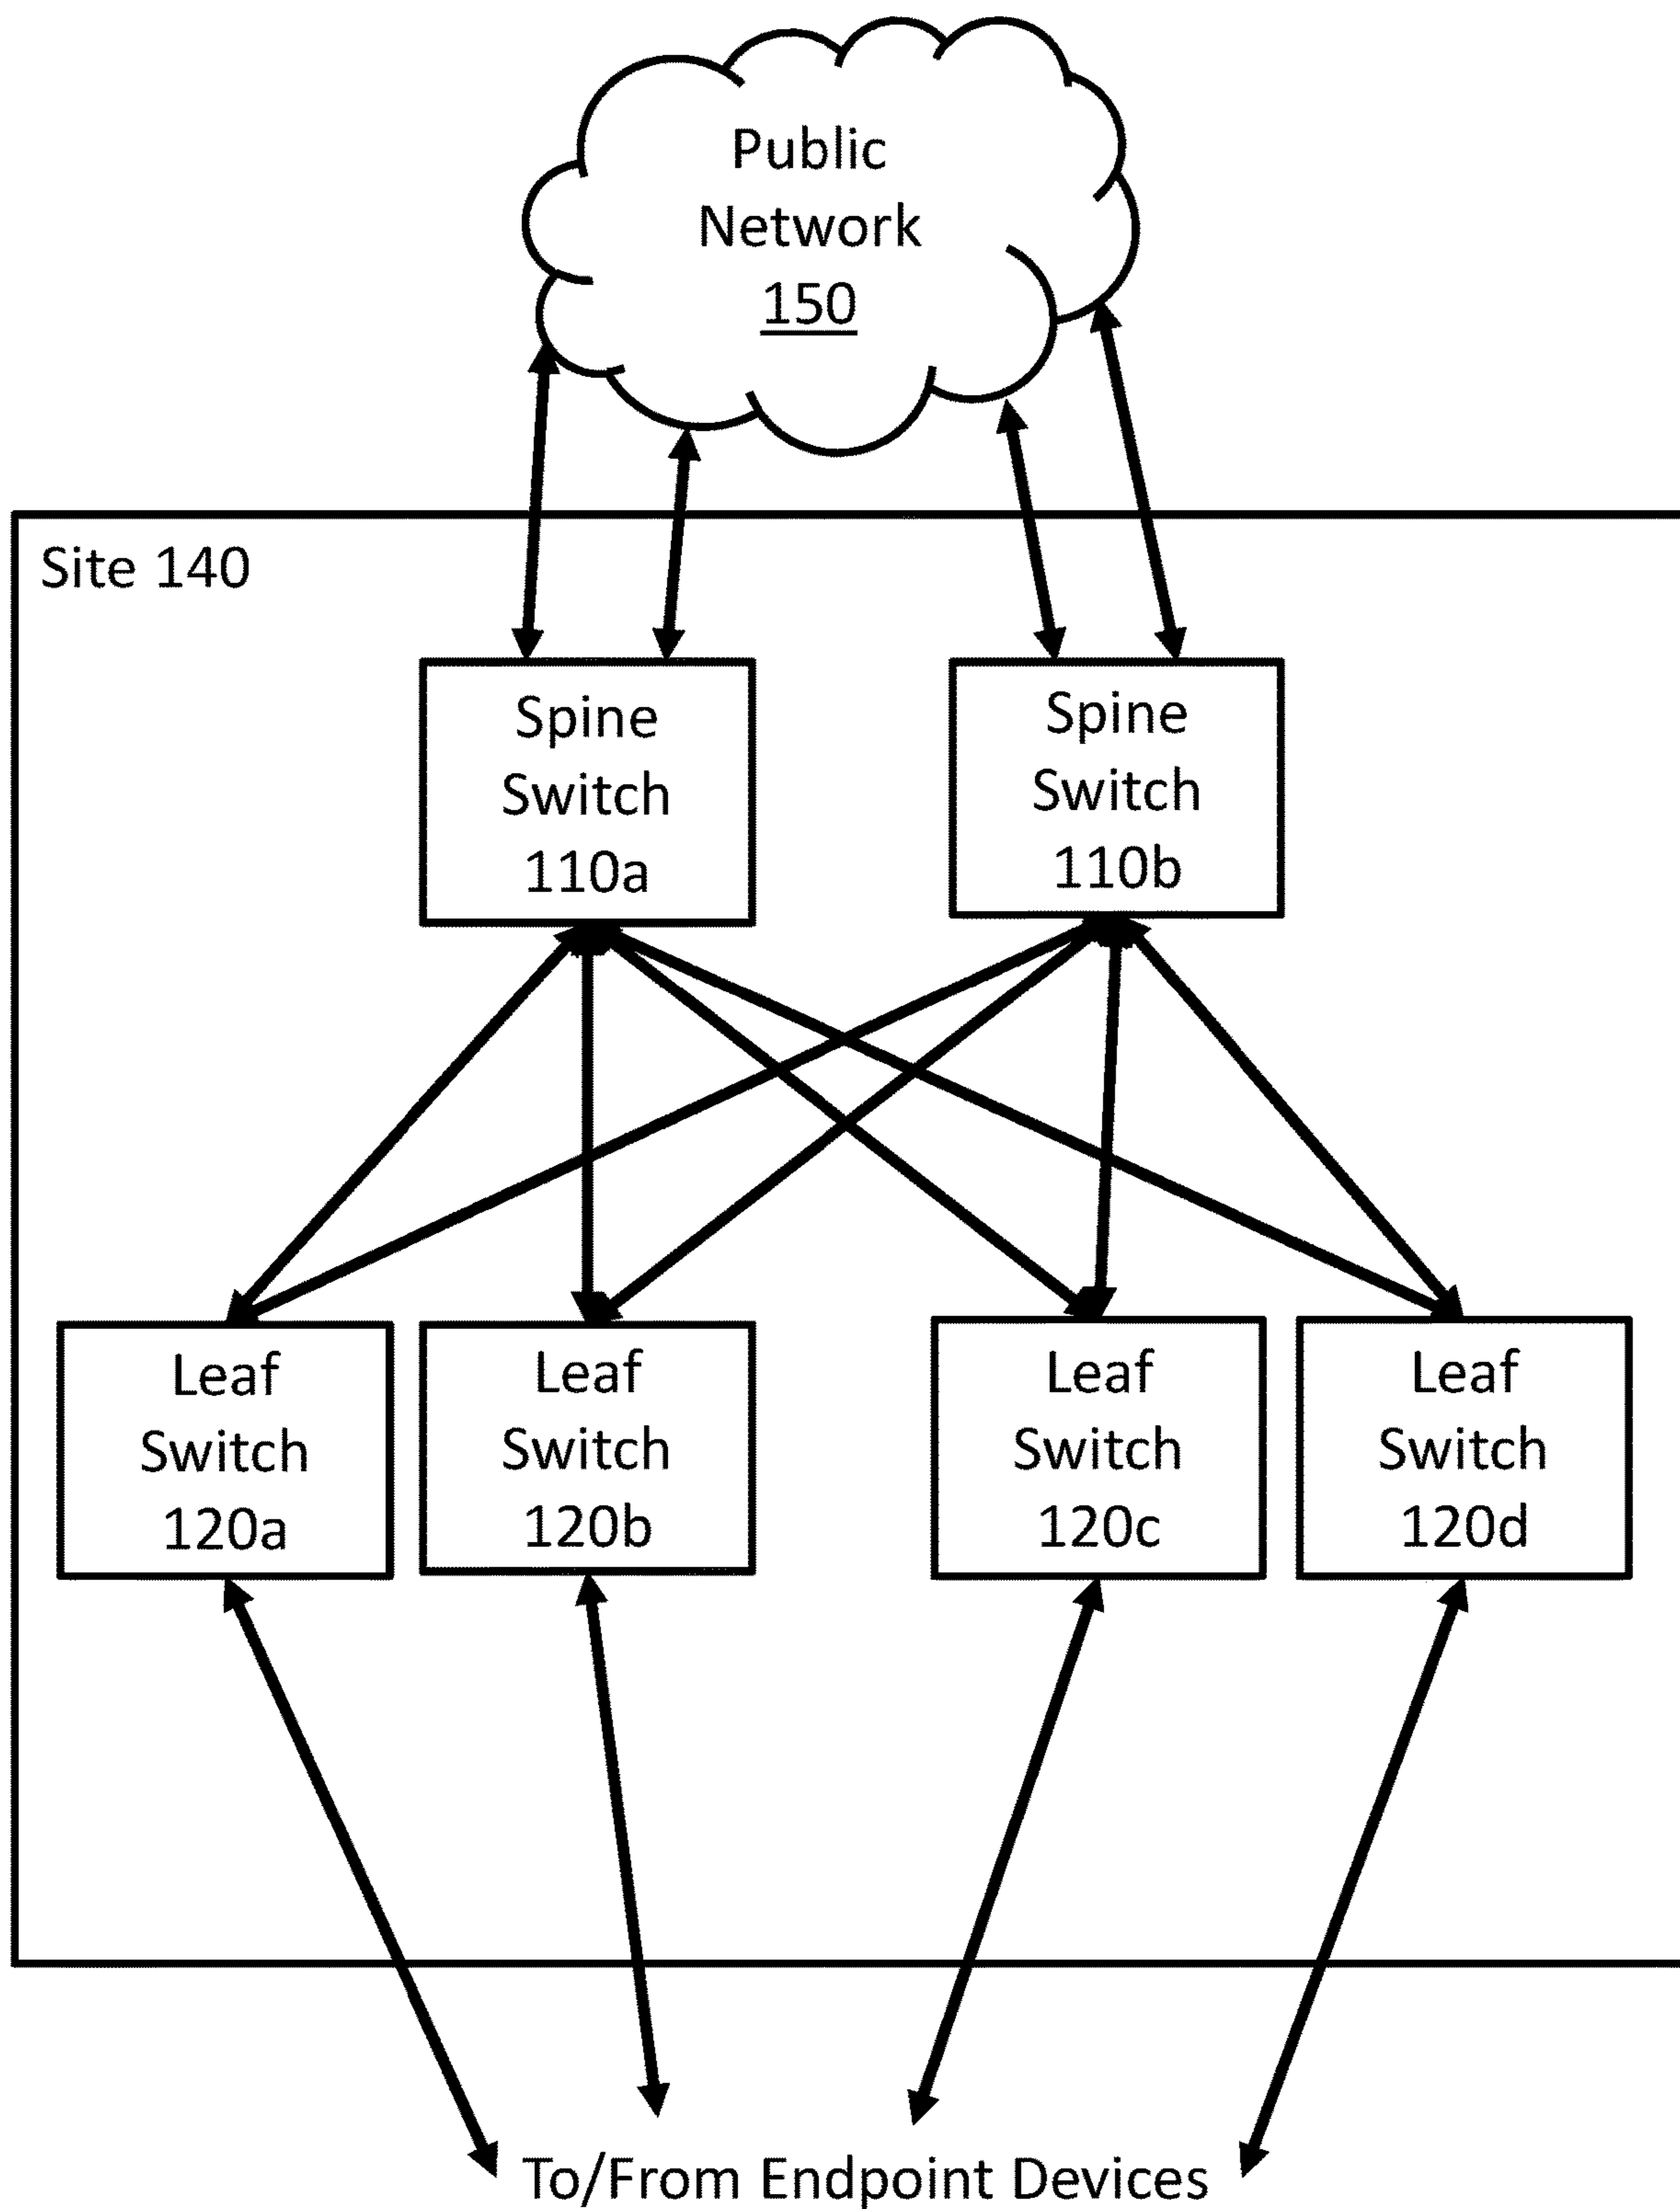 Public
Network
150
Site 140
Spine
Switch
110a
Spine
Switch
110b
Leaf
Switch
120a
Leaf
Switch
120b
Leaf
Switch
120c
Leaf
Switch
120d
To/From Endpoint Devices